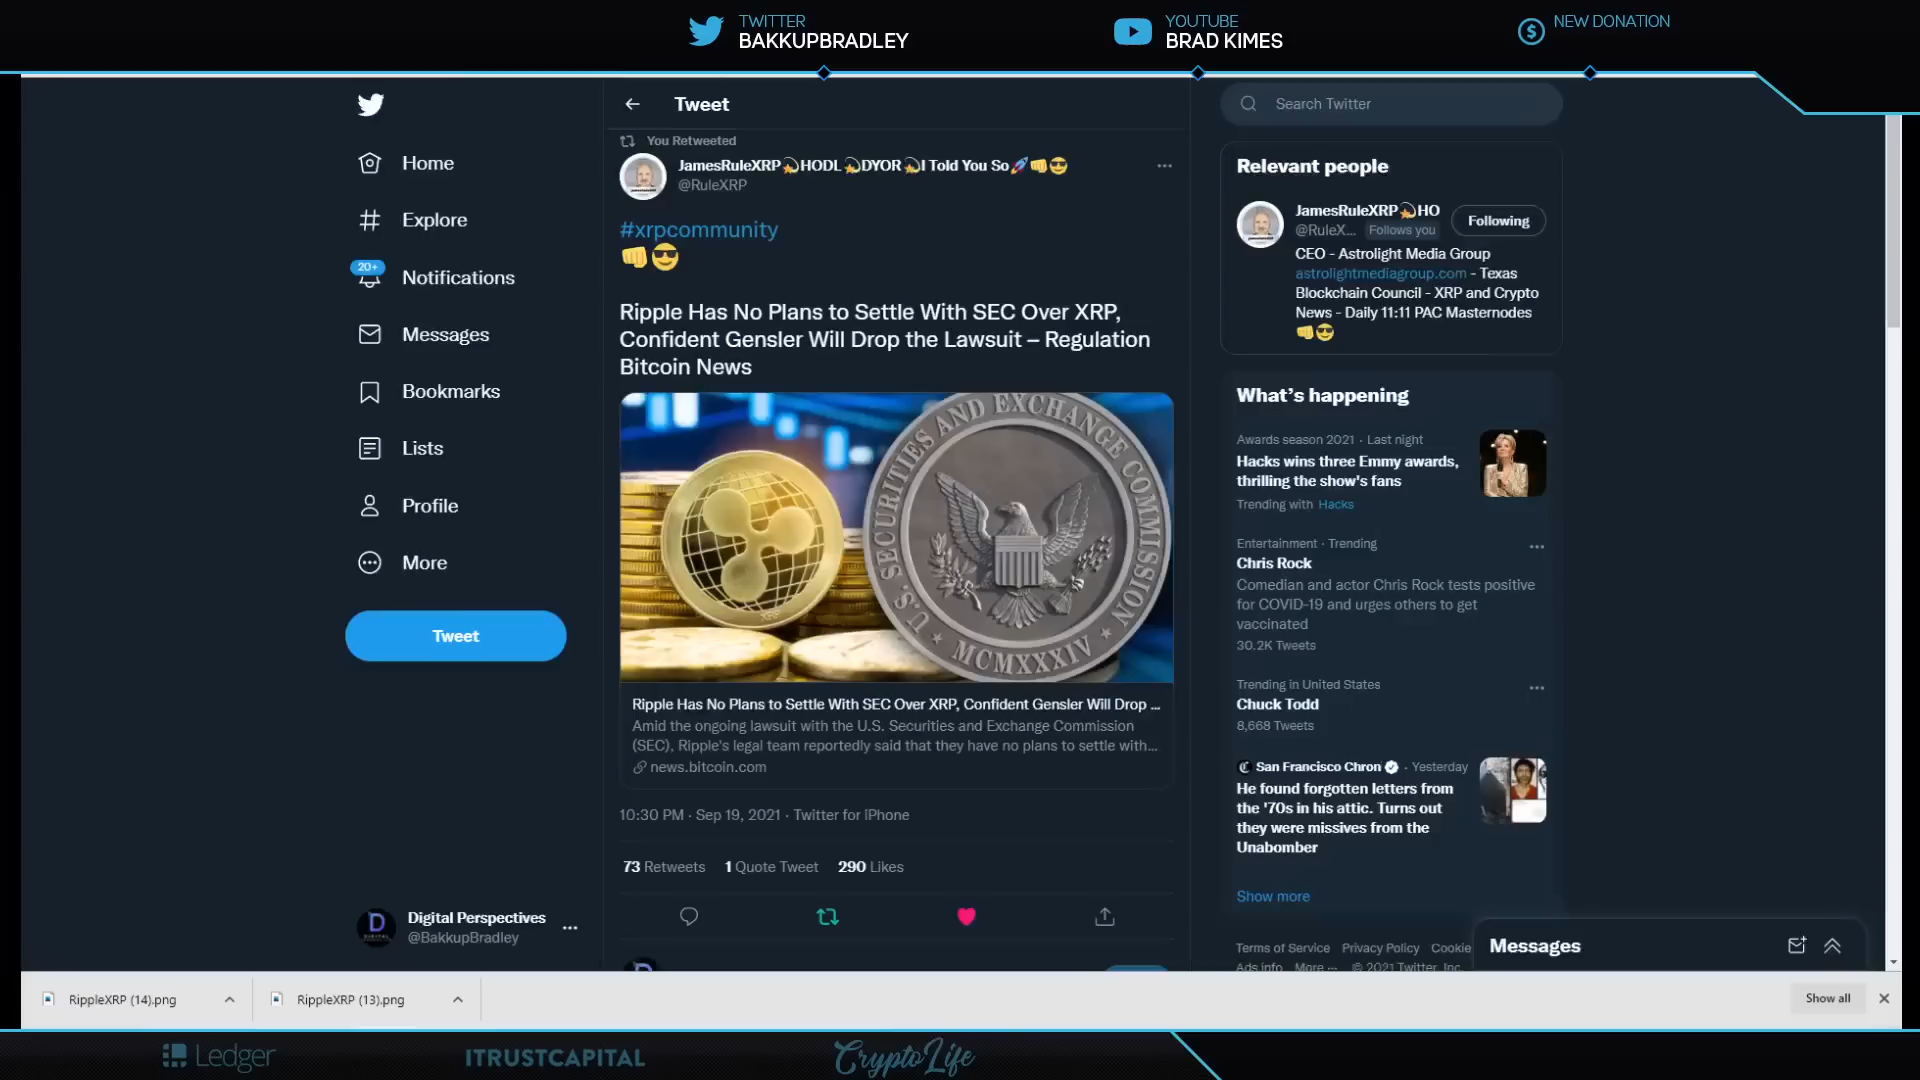 TWITTER
BAKKUPBRADLEY
YOUTUBE
BRAD KIMES
NEW DONATION
Home
Explore
20+
Notifications
Messages
Bookmarks
Lists
Profile
More
Tweet
Digital Perspectives
@BakkupBradley
Tweet
You Retweeted
JamesRuleXRP💫HODL💫DYOR💫I Told You So🚀👊😎
@RuleXRP
#xrpcommunity
👊😎
Ripple Has No Plans to Settle With SEC Over XRP,
Confident Gensler Will Drop the Lawsuit – Regulation
Bitcoin News
U.S. SECURITIES AND EXCHANGE COMMISSION
MCMXXXIV
xrp
Ripple Has No Plans to Settle With SEC Over XRP, Confident Gensler Will Drop ...
Amid the ongoing lawsuit with the U.S. Securities and Exchange Commission
(SEC), Ripple's legal team reportedly said that they have no plans to settle with...
news.bitcoin.com
10:30 PM · Sep 19, 2021 · Twitter for iPhone
73 Retweets 1 Quote Tweet 290 Likes
Search Twitter
Relevant people
JamesRuleXRP💫HO
@RuleX... Follows you
Following
CEO - Astrolight Media Group
astrolightmediagroup.com - Texas
Blockchain Council - XRP and Crypto
News - Daily 11:11 PAC Masternodes
👊😎
What's happening
Awards season 2021 · Last night
Hacks wins three Emmy awards,
thrilling the show's fans
Trending with Hacks
Entertainment · Trending
Chris Rock
Comedian and actor Chris Rock tests positive
for COVID-19 and urges others to get
vaccinated
30.2K Tweets
Trending in United States
Chuck Todd
8,668 Tweets
San Francisco Chron · Yesterday
He found forgotten letters from
the '70s in his attic. Turns out
they were missives from the
Unabomber
Show more
Terms of Service Privacy Policy Cookie
Ads info More ··· © 2021 Twitter, Inc.
Messages
RippleXRP (14).png
RippleXRP (13).png
Show all
Ledger
ITRUSTCAPITAL
CryptoLife